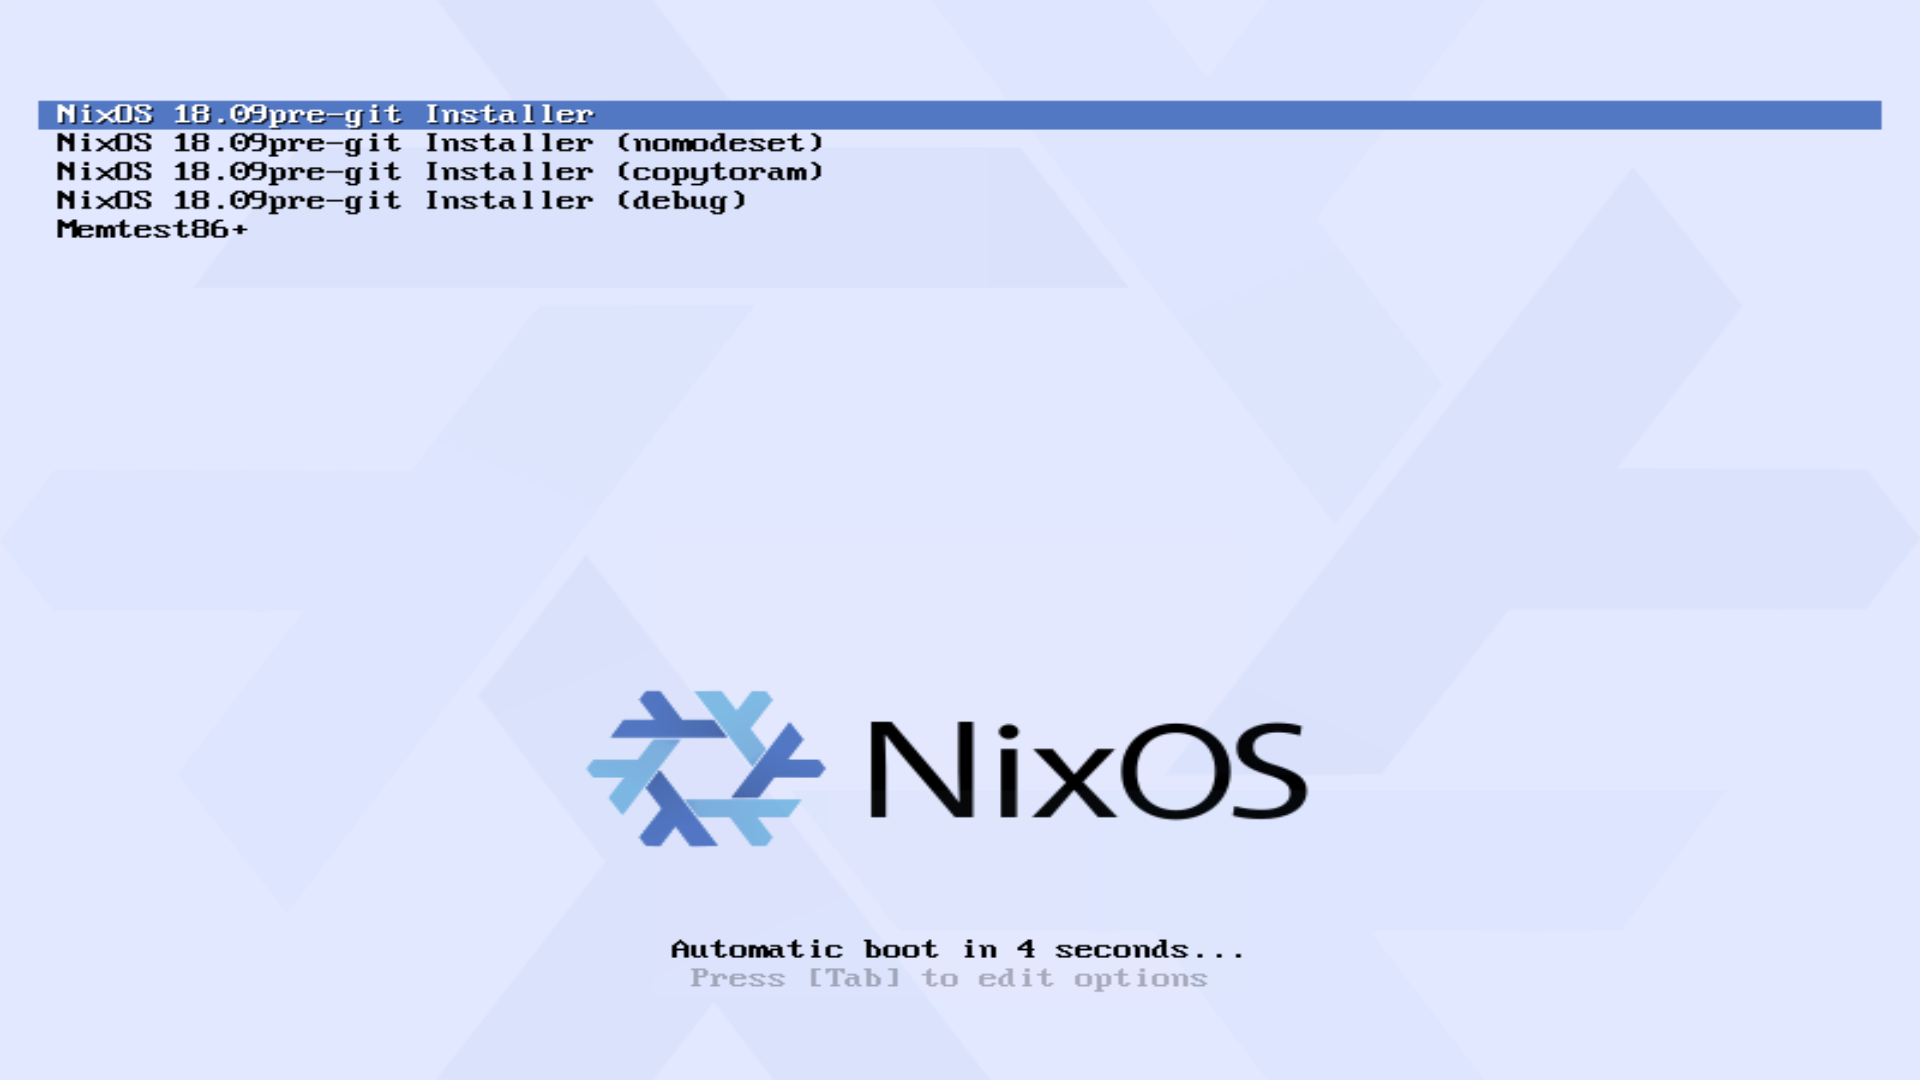 NixOS 18.09pre-git Installer
NixOS 18.09pre-git Installer (nomodeset)
NixOS 18.09pre-git Installer (copytoram)
NixOS 18.09pre-git Installer (debug)
Memtest86+
NixOS
Automatic boot in 4 seconds...
Press [Tab] to edit options